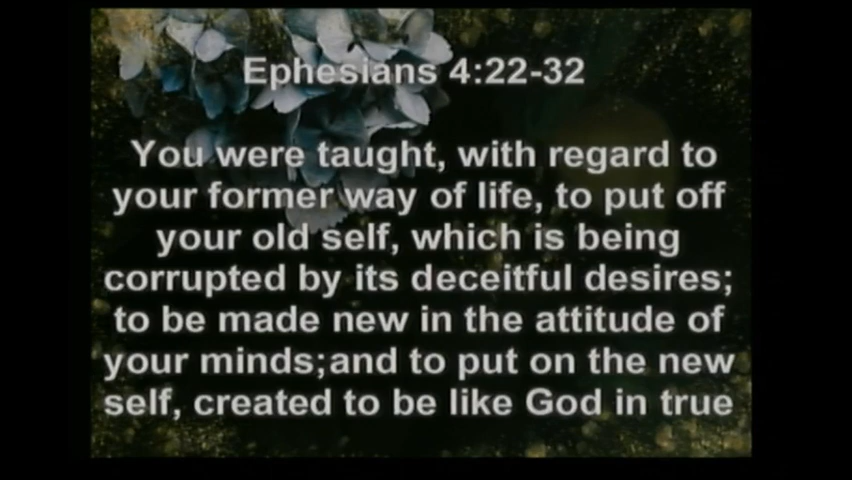 Ephesians 4:22-32
You were taught, with regard to
your former way of life, to put off
your old self, which is being
corrupted by its deceitful desires;
to be made new in the attitude of
your minds;and to put on the new
self, created to be like God in true